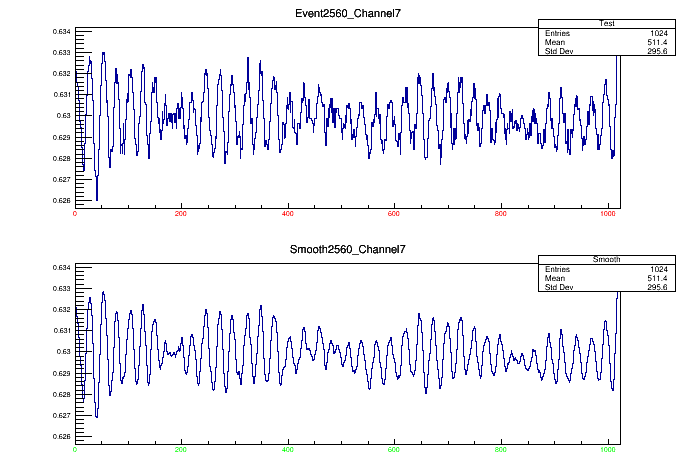 Event2560_Channel7
Test
Entries 1024
Mean 511.4
Std Dev 295.6
0.634
0.633
0.632
0.631
0.63
0.629
0.628
0.627
0.626
0 200 400 600 800 1000
Smooth2560_Channel7
Smooth
Entries 1024
Mean 511.4
Std Dev 295.6
0.634
0.633
0.632
0.631
0.63
0.629
0.628
0.627
0.626
0 200 400 600 800 1000